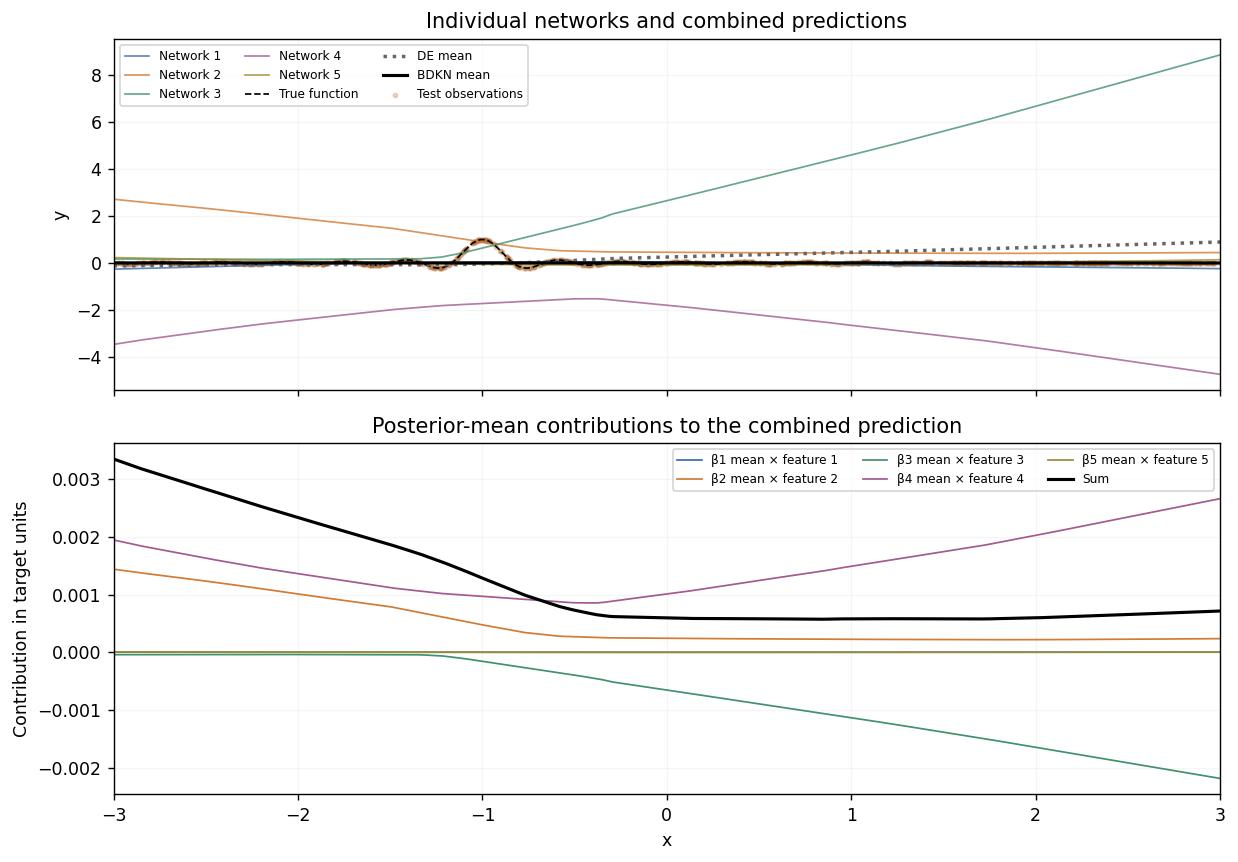 Individual networks and combined predictions
Network 1
Network 2
Network 3
Network 4
Network 5
True function
DE mean
BDKN mean
Test observations
y
8
6
4
2
0
−2
−4
Posterior-mean contributions to the combined prediction
β1 mean × feature 1
β2 mean × feature 2
β3 mean × feature 3
β4 mean × feature 4
β5 mean × feature 5
Sum
Contribution in target units
0.003
0.002
0.001
0.000
−0.001
−0.002
−3
−2
−1
0
1
2
3
x